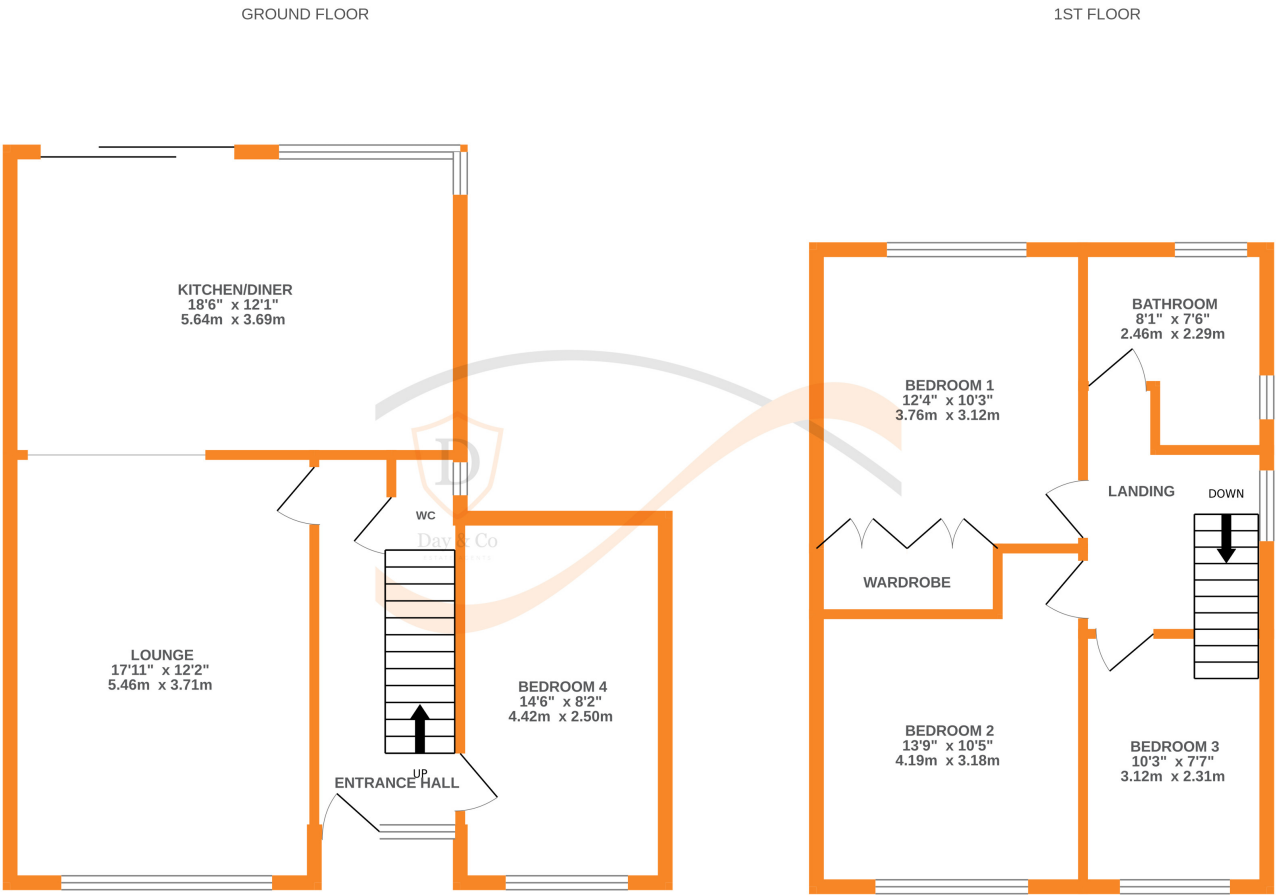 GROUND FLOOR
KITCHEN/DINER
18'6" x 12'1"
5.64m x 3.69m
WC
D
Day & Co
LOUNGE
17'11" x 12'2"
5.46m x 3.71m
BEDROOM 4
14'6" x 8'2"
4.42m x 2.50m
UP
ENTRANCE HALL
1ST FLOOR
BATHROOM
8'1" x 7'6"
2.46m x 2.29m
BEDROOM 1
12'4" x 10'3"
3.76m x 3.12m
LANDING
DOWN
WARDROBE
BEDROOM 2
13'9" x 10'5"
4.19m x 3.18m
BEDROOM 3
10'3" x 7'7"
3.12m x 2.31m